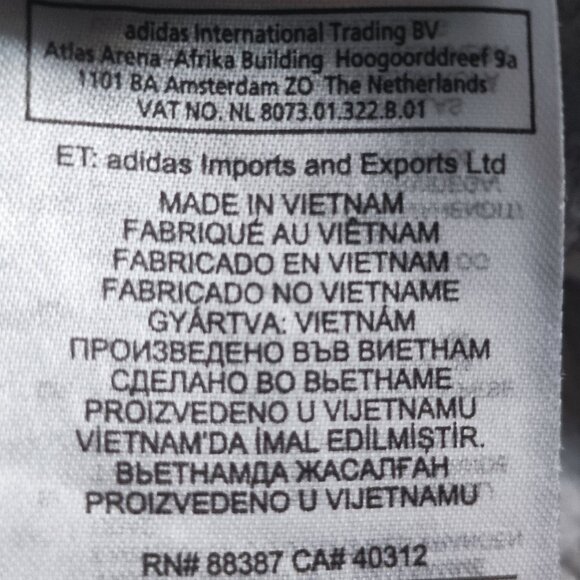 adidas International Trading BV
Atlas Arena -Afrika Building Hoogoorddreef 9a
1101 BA Amsterdam ZO The Netherlands
VAT NO. NL 8073.01.322.B.01
ET: adidas Imports and Exports Ltd
MADE IN VIETNAM
FABRIQUÉ AU VIÊTNAM
FABRICADO EN VIETNAM
FABRICADO NO VIETNAME
GYÁRTVA: VIETNÁM
ПРОИЗВЕДЕНО ВЪВ ВИЕТНАМ
СДЕЛАНО ВО ВЬЕТНАМЕ
PROIZVEDENO U VIJETNAMU
VIETNAM'DA İMAL EDİLMİŞTİR.
ВЬЕТНАМДА ЖАСАЛҒАН
PROIZVEDENO U VIJETNAMU
RN# 88387 CA# 40312